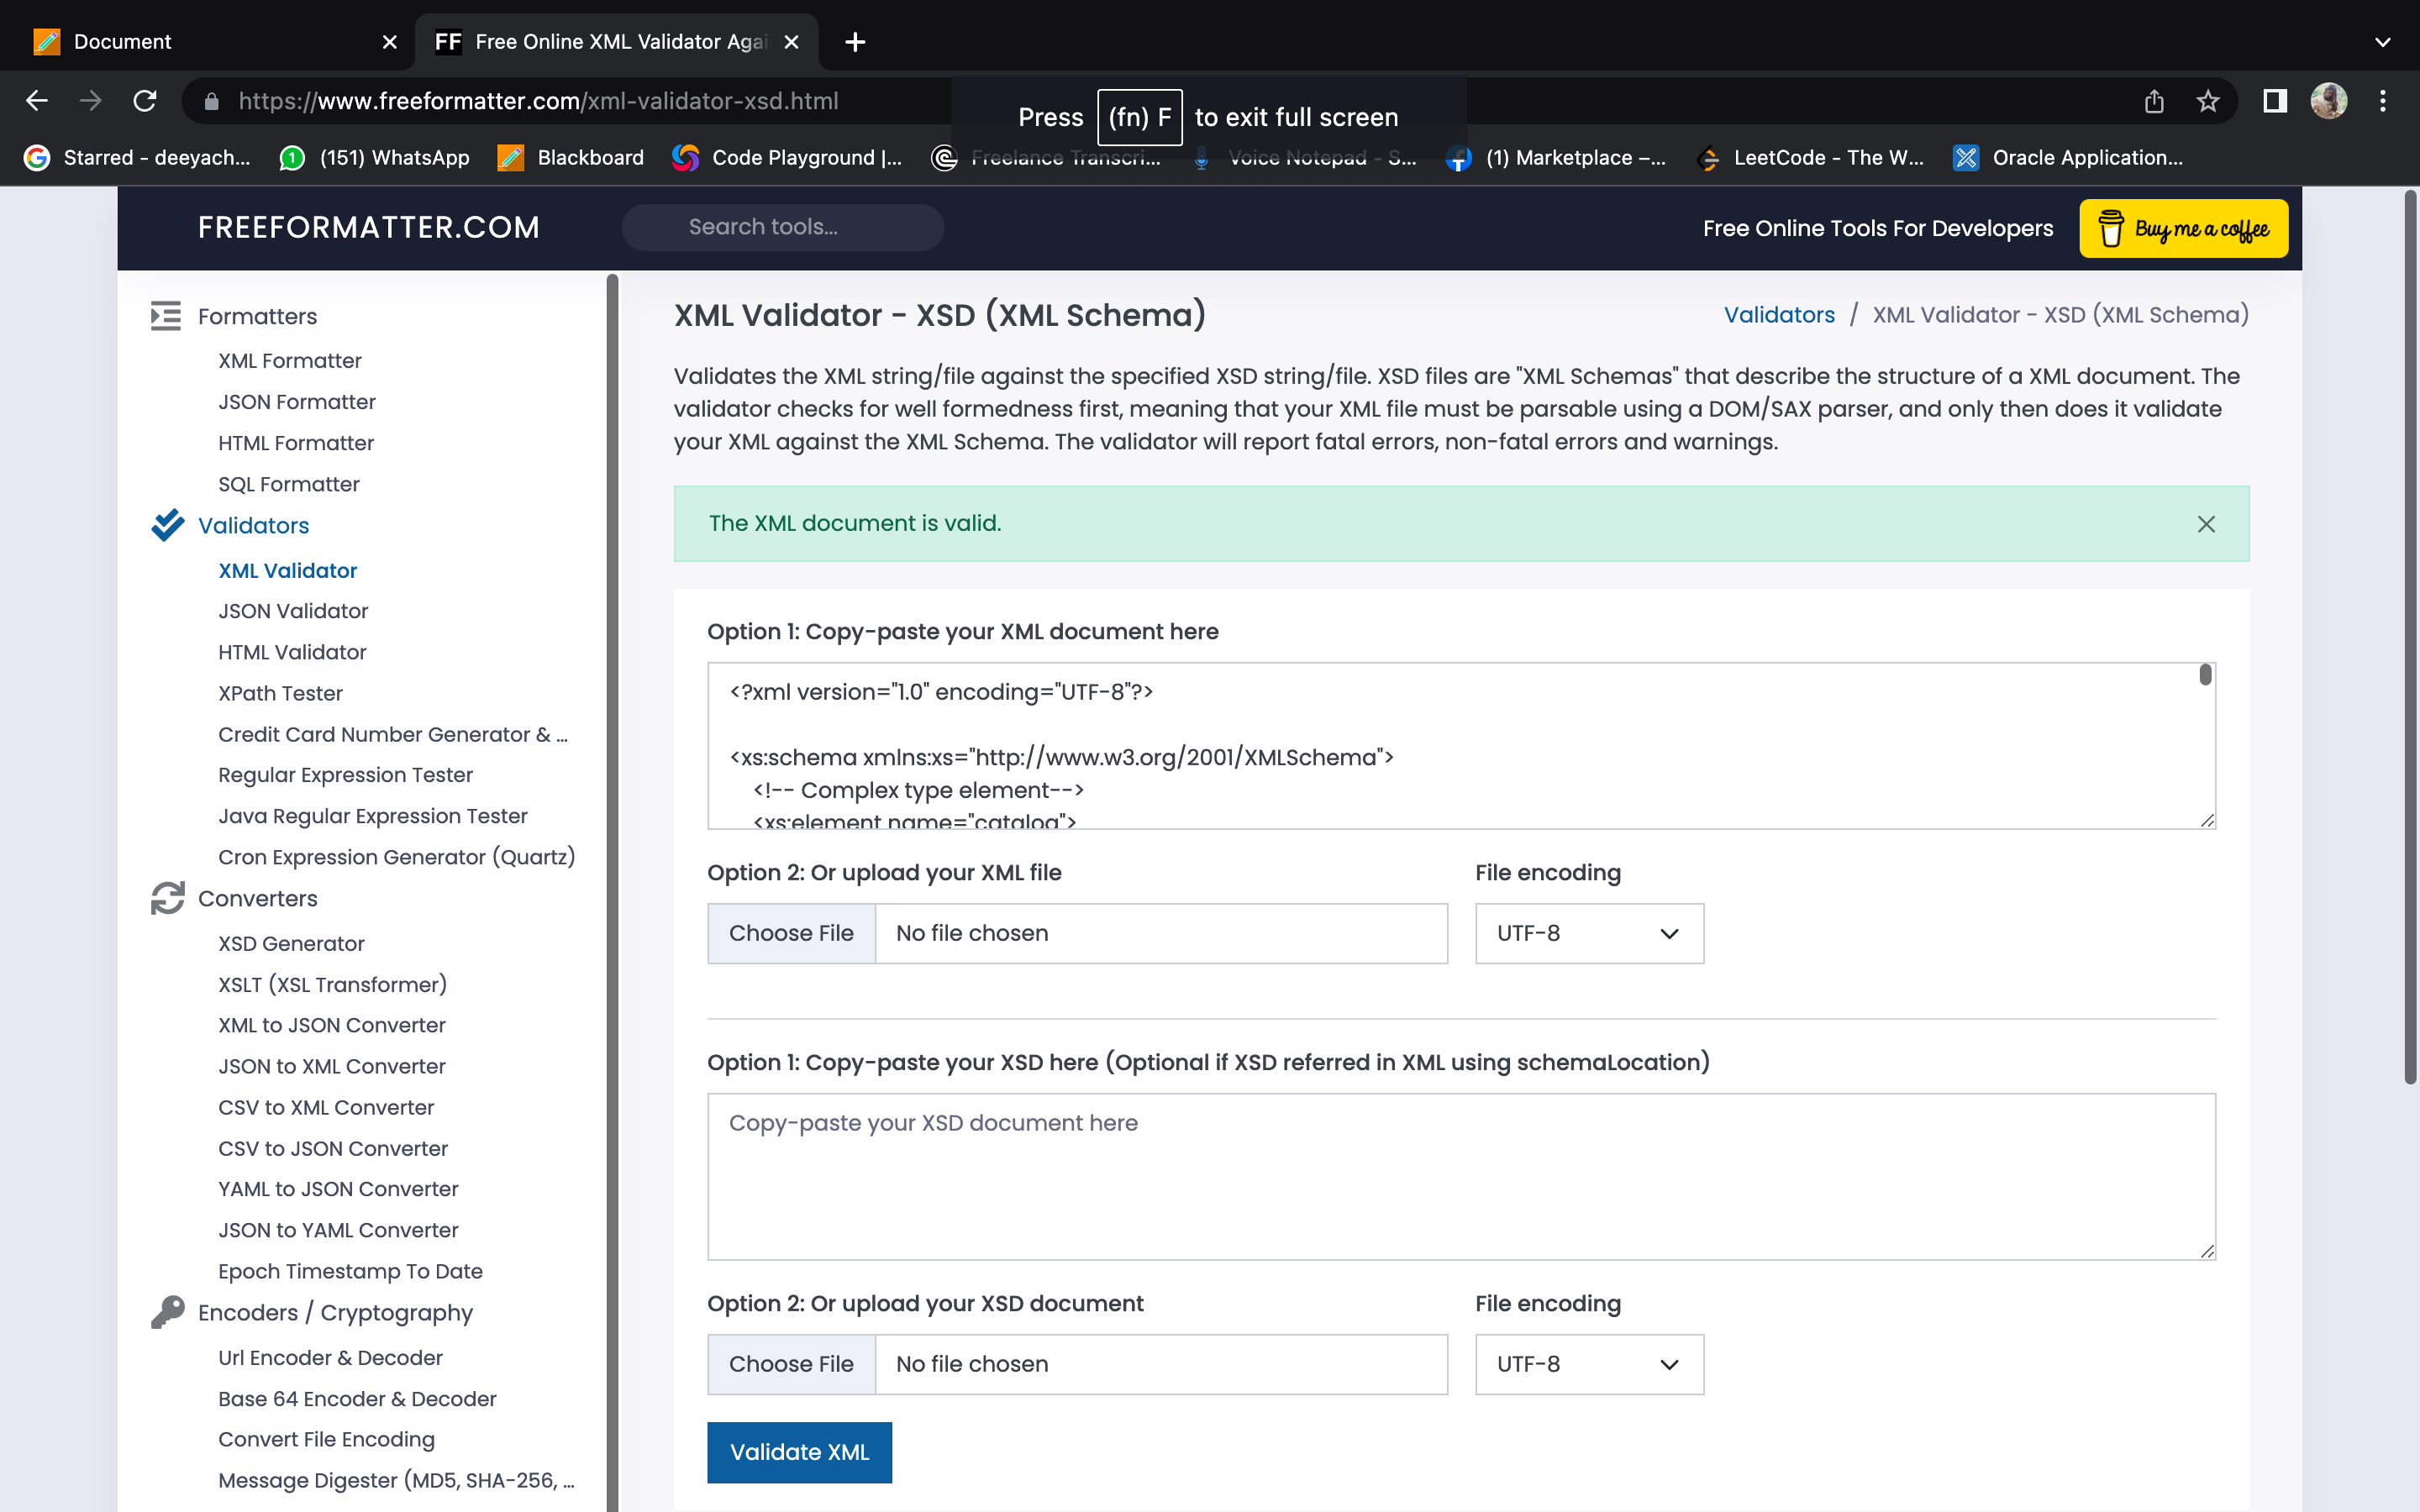 Document
FF Free Online XML Validator Agai
https://www.freeformatter.com/xml-validator-xsd.html
Press (fn) F to exit full screen
Starred - deeyach... (151) WhatsApp Blackboard Code Playground |... Freelance Transcri... Voice Notepad - S... (1) Marketplace –... LeetCode - The W... Oracle Application...
FREEFORMATTER.COM
Search tools...
Free Online Tools For Developers
Buy me a coffee
Formatters
XML Formatter
JSON Formatter
HTML Formatter
SQL Formatter
Validators
XML Validator
JSON Validator
HTML Validator
XPath Tester
Credit Card Number Generator & ...
Regular Expression Tester
Java Regular Expression Tester
Cron Expression Generator (Quartz)
Converters
XSD Generator
XSLT (XSL Transformer)
XML to JSON Converter
JSON to XML Converter
CSV to XML Converter
CSV to JSON Converter
YAML to JSON Converter
JSON to YAML Converter
Epoch Timestamp To Date
Encoders / Cryptography
Url Encoder & Decoder
Base 64 Encoder & Decoder
Convert File Encoding
Message Digester (MD5, SHA-256, ...
XML Validator - XSD (XML Schema)
Validators / XML Validator - XSD (XML Schema)
Validates the XML string/file against the specified XSD string/file. XSD files are "XML Schemas" that describe the structure of a XML document. The
validator checks for well formedness first, meaning that your XML file must be parsable using a DOM/SAX parser, and only then does it validate
your XML against the XML Schema. The validator will report fatal errors, non-fatal errors and warnings.
The XML document is valid.
Option 1: Copy-paste your XML document here
<?xml version="1.0" encoding="UTF-8"?>
<xs:schema xmlns:xs="http://www.w3.org/2001/XMLSchema">
<!-- Complex type element-->
<xs:element name="catalog">
Option 2: Or upload your XML file
File encoding
Choose File No file chosen
UTF-8
Option 1: Copy-paste your XSD here (Optional if XSD referred in XML using schemaLocation)
Copy-paste your XSD document here
Option 2: Or upload your XSD document
File encoding
Choose File No file chosen
UTF-8
Validate XML